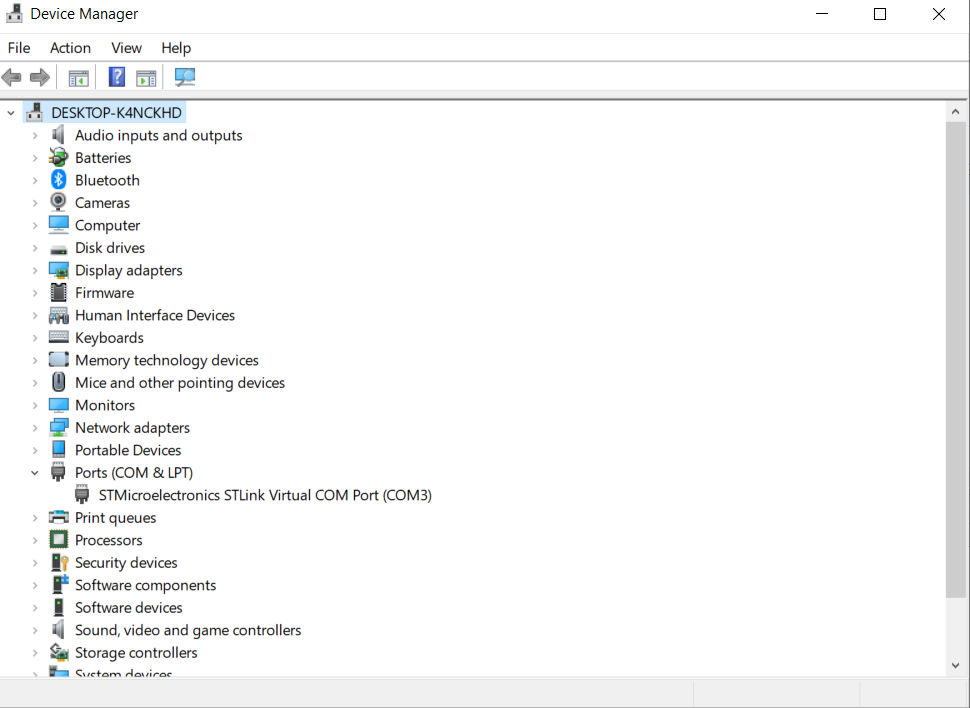 Device Manager
File Action View Help
DESKTOP-K4NCKHD
Audio inputs and outputs
Batteries
Bluetooth
Cameras
Computer
Disk drives
Display adapters
Firmware
Human Interface Devices
Keyboards
Memory technology devices
Mice and other pointing devices
Monitors
Network adapters
Portable Devices
Ports (COM & LPT)
STMicroelectronics STLink Virtual COM Port (COM3)
Print queues
Processors
Security devices
Software components
Software devices
Sound, video and game controllers
Storage controllers
System devices